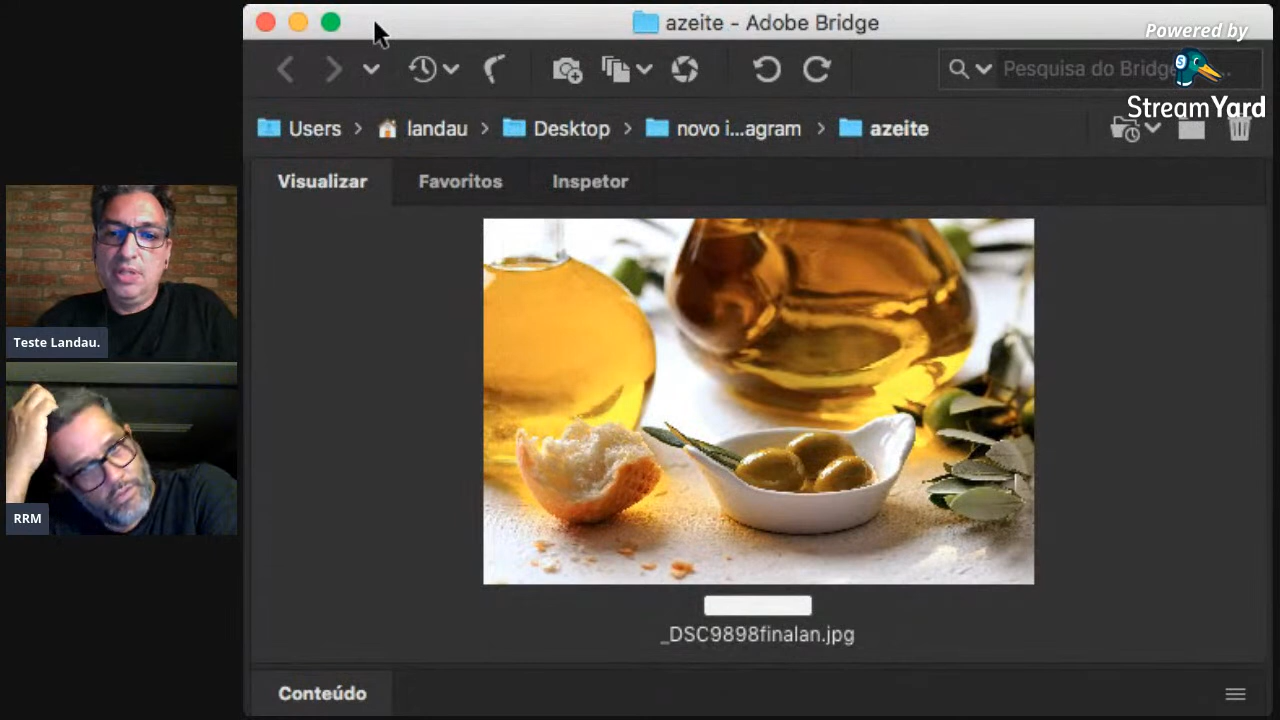 azeite - Adobe Bridge
Powered by
StreamYard
Pesquisa do Bridge
Users
landau
Desktop
novo i...agram
azeite
Visualizar
Favoritos
Inspetor
Teste Landau.
RRM
_DSC9898finalan.jpg
Conteúdo